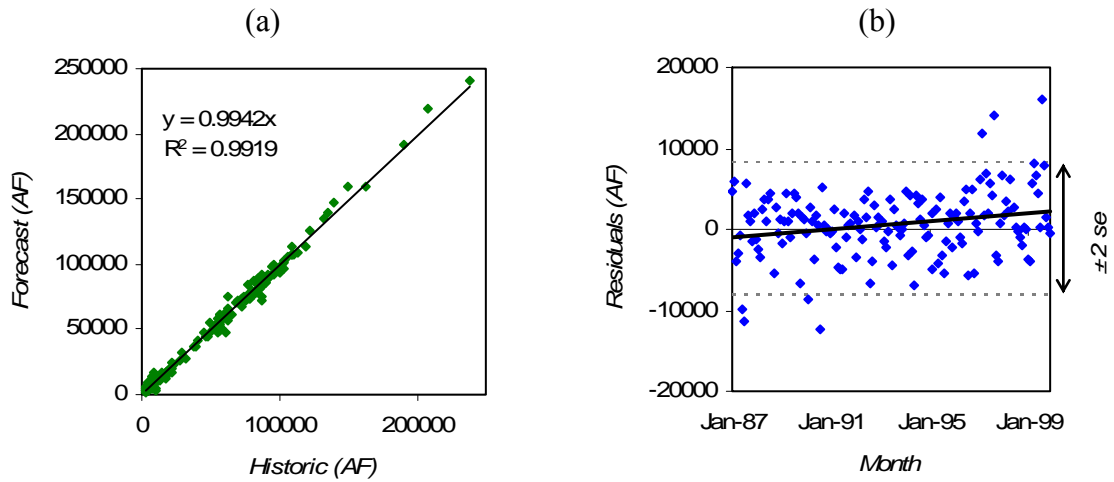 (a)
250000
200000
150000
100000
50000
0
Forecast (AF)
y = 0.9942x
R² = 0.9919
0
100000
200000
Historic (AF)
(b)
20000
10000
0
-10000
-20000
Residuals (AF)
± 2 se
Jan-87
Jan-91
Jan-95
Jan-99
Month